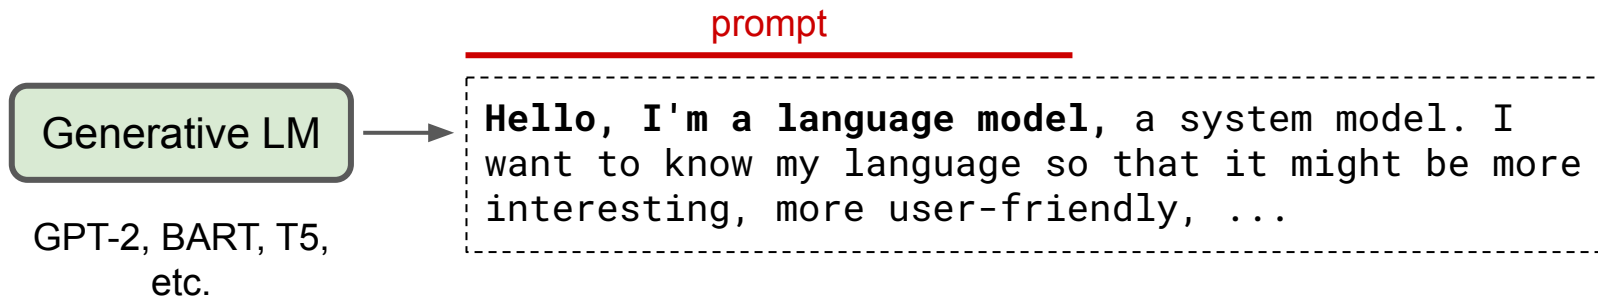 prompt
Generative LM
GPT-2, BART, T5,
etc.
Hello, I'm a language model, a system model. I
want to know my language so that it might be more
interesting, more user-friendly, ...